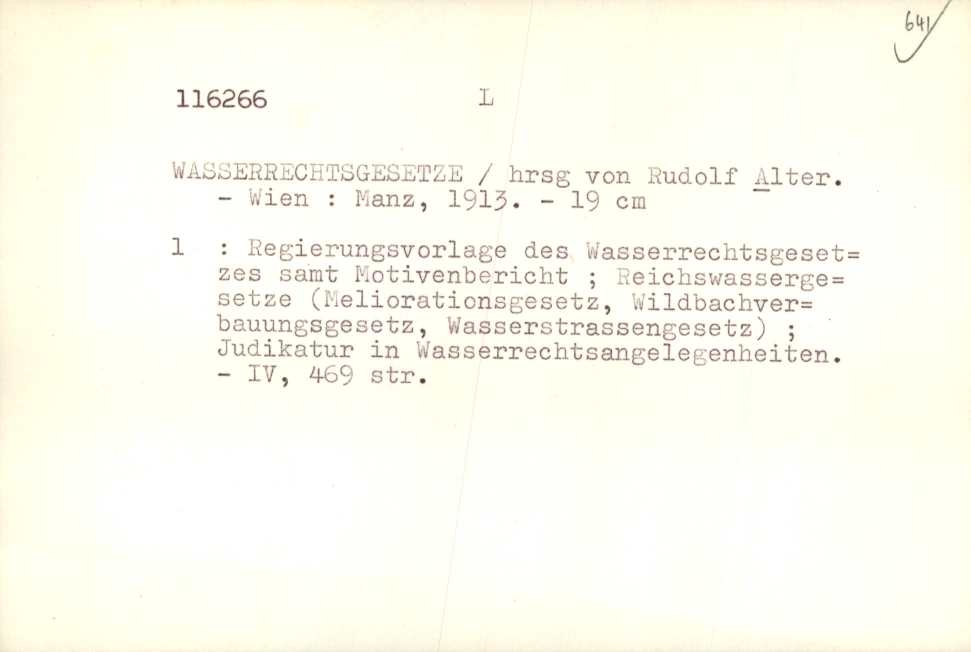 641
116266 L
WASSERRECHTSGESETZE / hrsg von Rudolf Alter.
- Wien : Manz, 1913. - 19 cm
1 : Regierungsvorlage des Wasserrechtsgeset=
zes samt Motivenbericht ; Reichswasserge=
setze (Meliorationsgesetz, Wildbachver=
bauungsgesetz, Wasserstrassengesetz) ;
Judikatur in Wasserrechtsangelegenheiten.
- IV, 469 str.